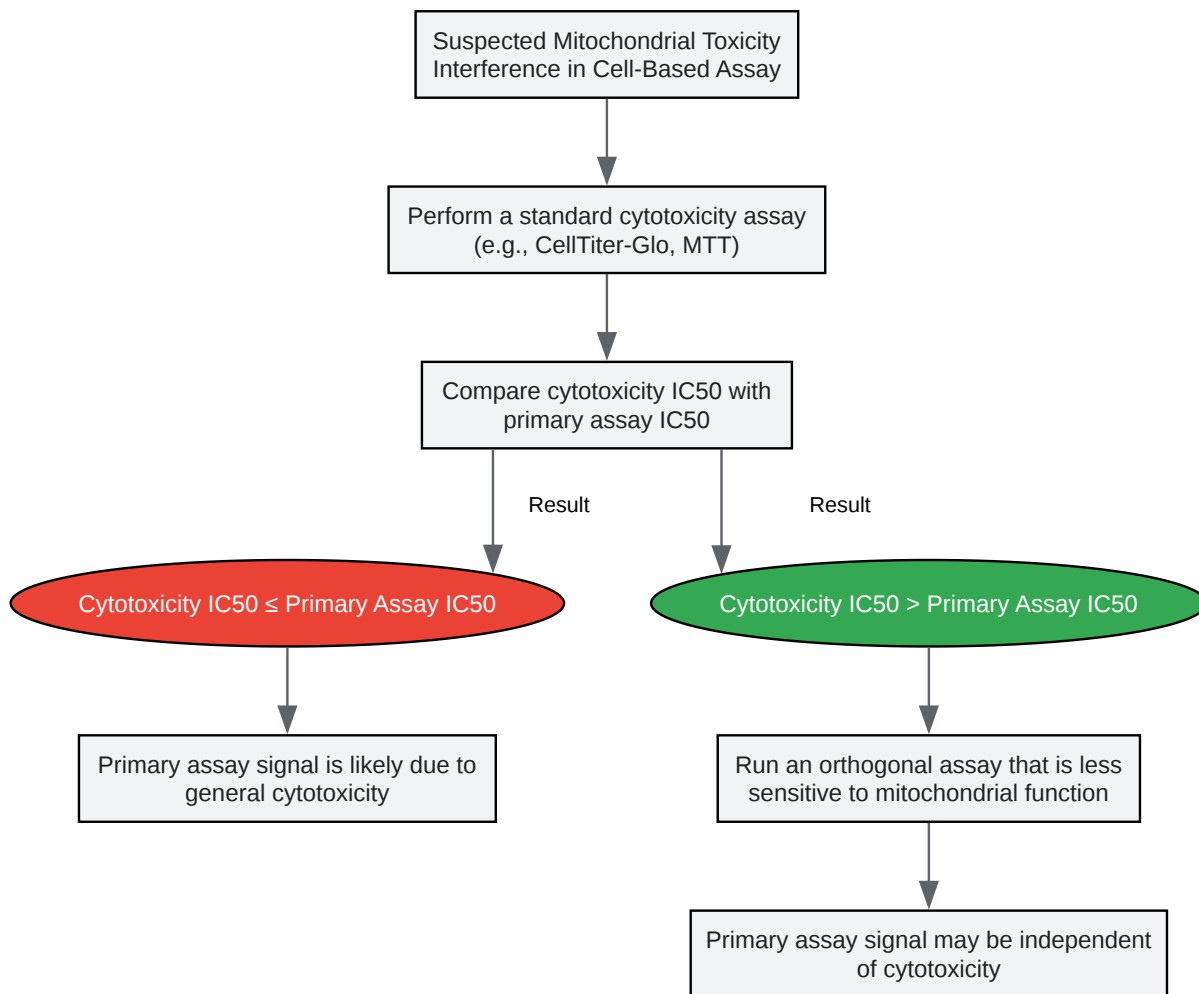 Suspected Mitochondrial Toxicity
Interference in Cell-Based Assay
Perform a standard cytotoxicity assay
(e.g., CellTiter-Glo, MTT)
Compare cytotoxicity IC50 with
primary assay IC50
Result
Result
Cytotoxicity IC50 ≤ Primary Assay IC50
Cytotoxicity IC50 > Primary Assay IC50
Primary assay signal is likely due to
general cytotoxicity
Run an orthogonal assay that is less
sensitive to mitochondrial function
Primary assay signal may be independent
of cytotoxicity